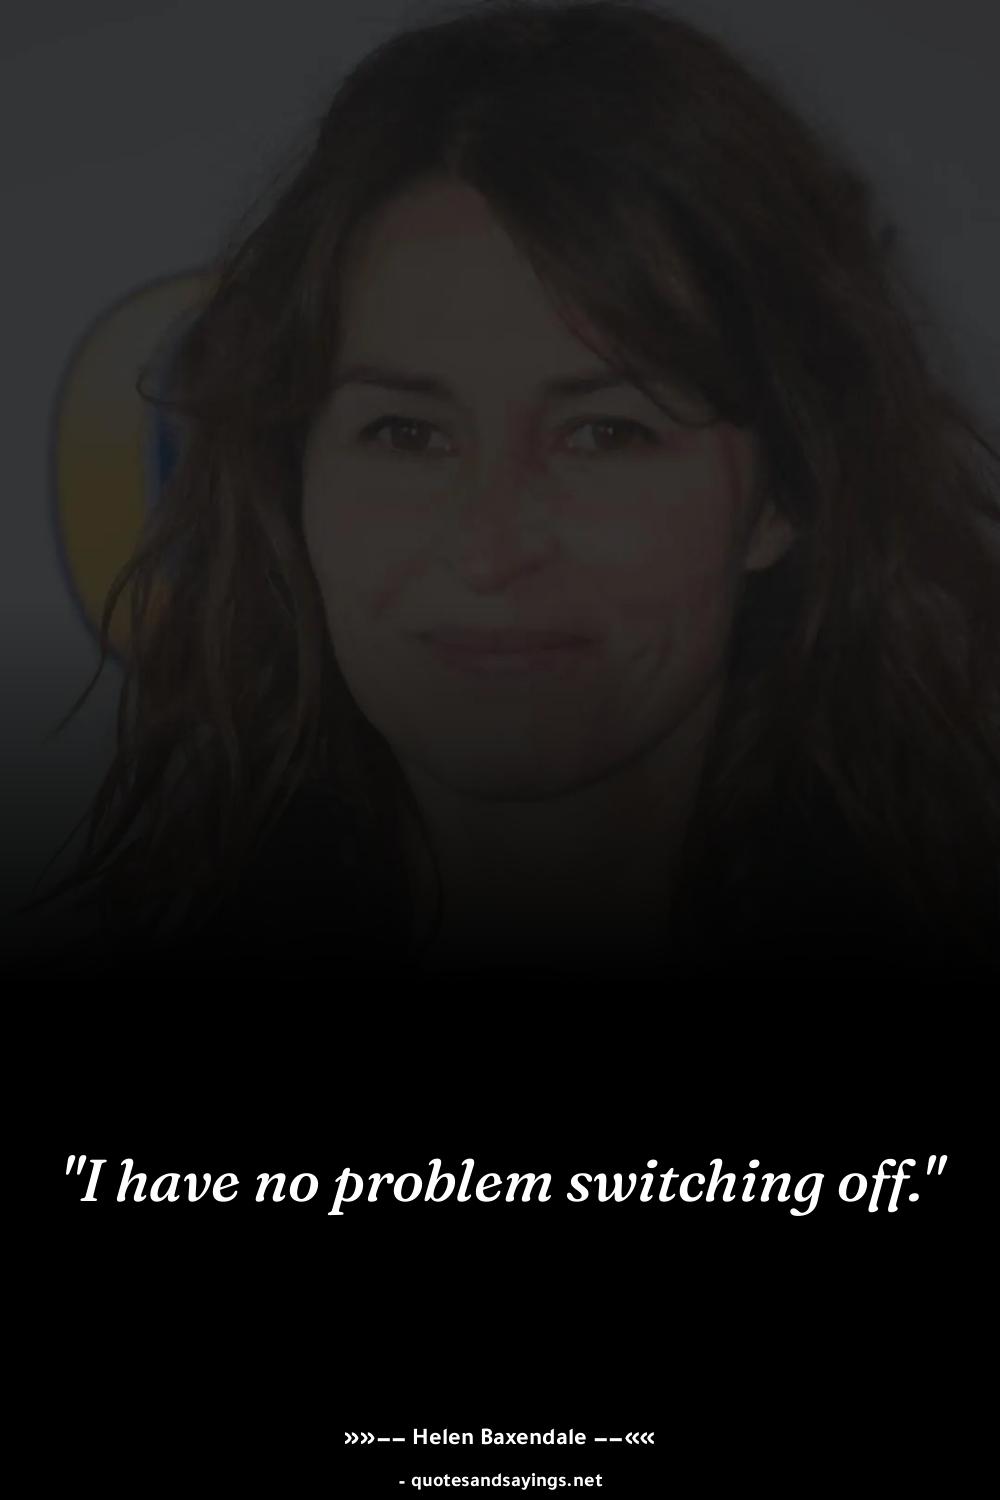 "I have no problem switching off."
»»−− Helen Baxendale −−««
- quotesandsayings.net